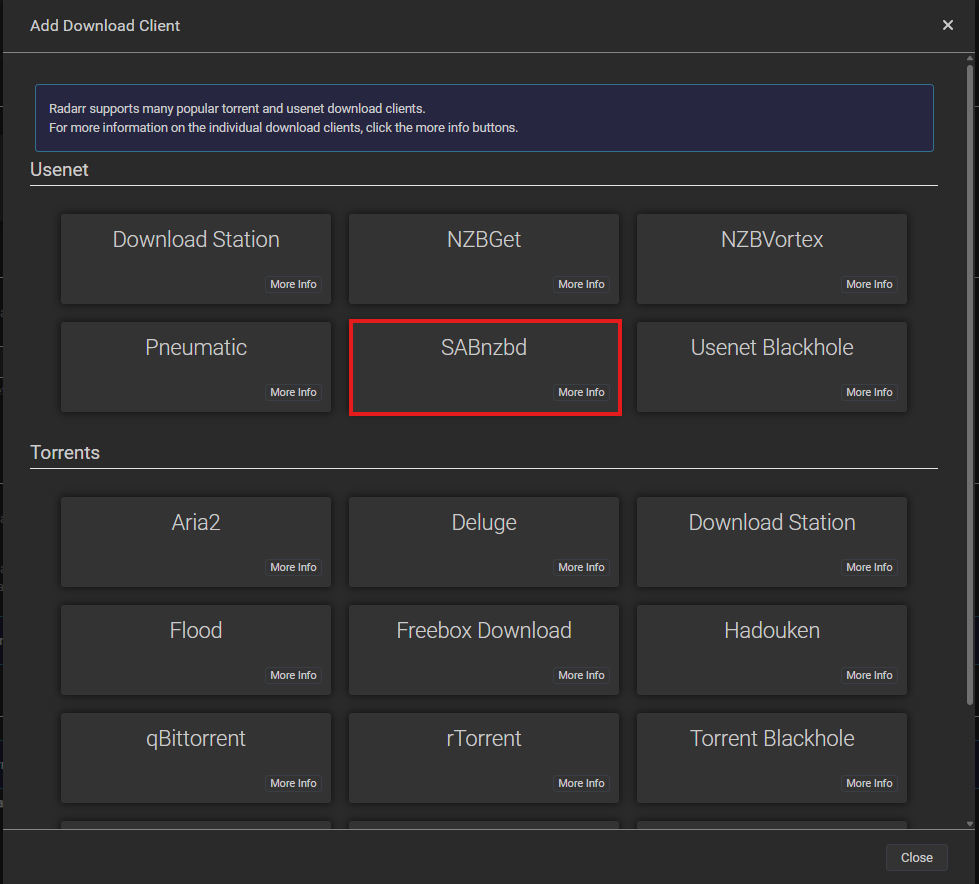 Add Download Client
Radarr supports many popular torrent and usenet download clients.
For more information on the individual download clients, click the more info buttons.
Usenet
Download Station
NZBGet
NZBVortex
More Info
More Info
More Info
Pneumatic
SABnzbd
Usenet Blackhole
More Info
More Info
More Info
Torrents
Aria2
Deluge
Download Station
More Info
More Info
More Info
Flood
Freebox Download
Hadouken
More Info
More Info
More Info
qBittorrent
rTorrent
Torrent Blackhole
More Info
More Info
More Info
Close